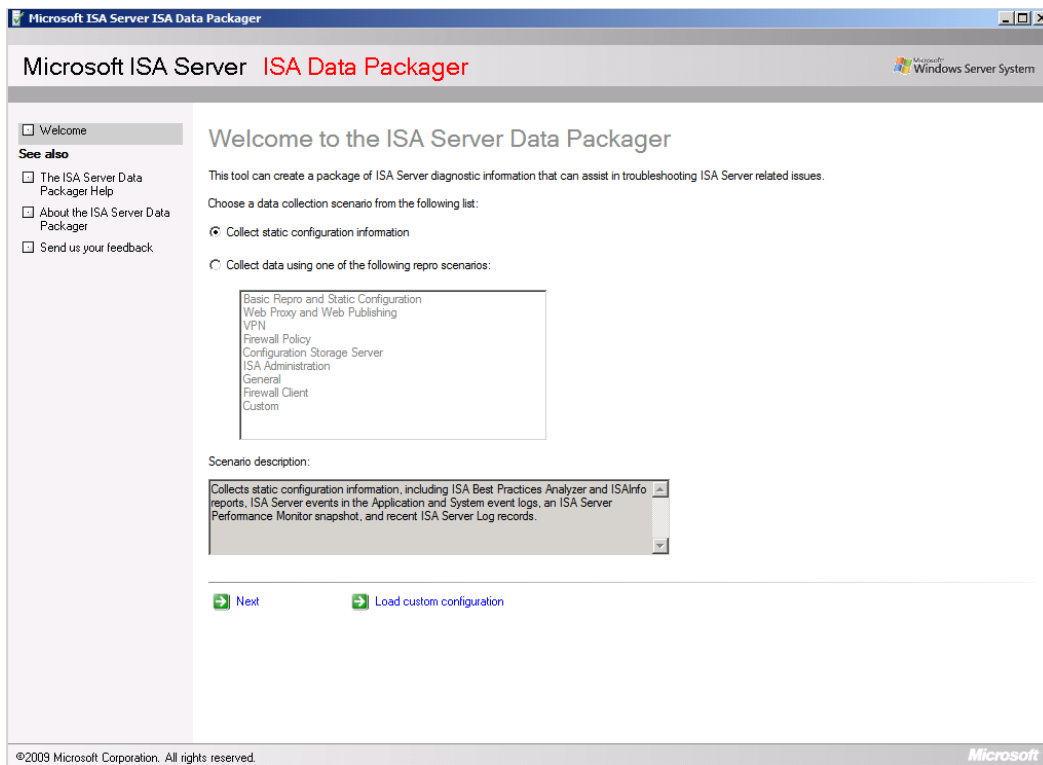 Microsoft ISA Server ISA Data Packager
Microsoft ISA Server ISA Data Packager
Microsoft
Windows Server System
Welcome
See also
The ISA Server Data
Packager Help
About the ISA Server Data
Packager
Send us your feedback
Welcome to the ISA Server Data Packager
This tool can create a package of ISA Server diagnostic information that can assist in troubleshooting ISA Server related issues.
Choose a data collection scenario from the following list:
Collect static configuration information
Collect data using one of the following repro scenarios:
Basic Repro and Static Configuration
Web Proxy and Web Publishing
VPN
Firewall Policy
Configuration Storage Server
ISA Administration
General
Firewall Client
Custom
Scenario description:
Collects static configuration information, including ISA Best Practices Analyzer and ISAInfo
reports, ISA Server events in the Application and System event logs, an ISA Server
Performance Monitor snapshot, and recent ISA Server Log records.
Next
Load custom configuration
©2009 Microsoft Corporation. All rights reserved.
Microsoft